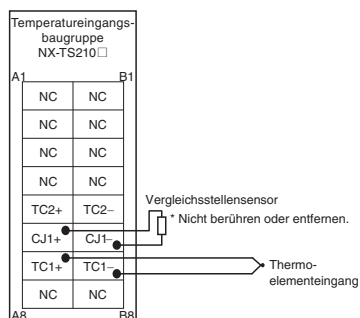 Temperatureingangs-
baugruppe
NX-TS210□
A1 B1
NC NC
NC NC
NC NC
NC NC
TC2+ TC2−
CJ1+ CJ1−
TC1+ TC1−
NC NC
A8 B8
Vergleichsstellensensor
* Nicht berühren oder entfernen.
Thermo-
elementeingang